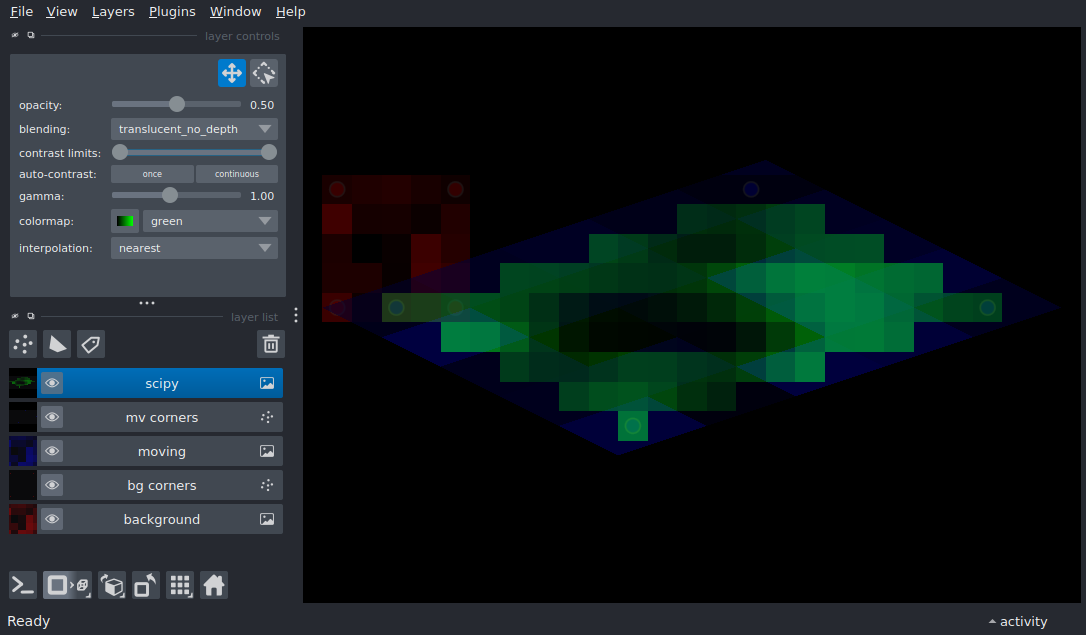 File View Layers Plugins Window Help
layer controls
opacity: 0.50
blending: translucent_no_depth
contrast limits:
auto-contrast: once continuous
gamma: 1.00
colormap: green
interpolation: nearest
layer list
scipy
mv corners
moving
bg corners
background
Ready
activity